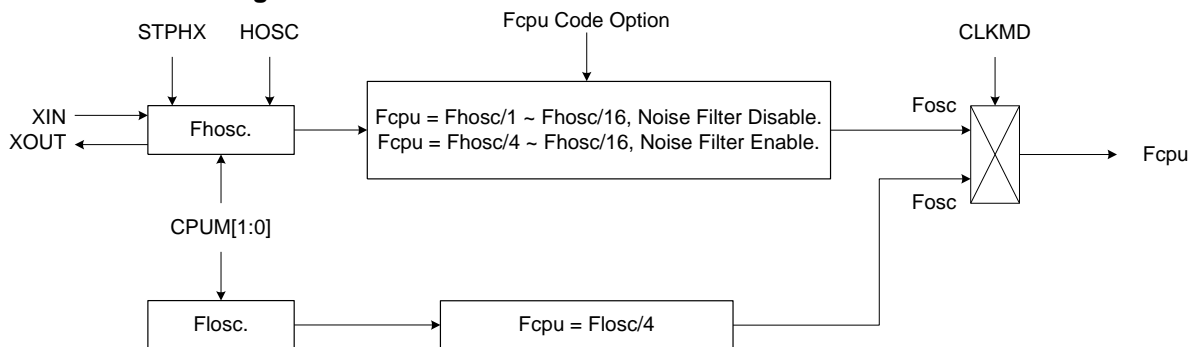 Fcpu Code Option
STPHX HOSC
CLKMD
XIN
XOUT
Fhosc.
Fcpu = Fhosc/1 ~ Fhosc/16, Noise Filter Disable.
Fcpu = Fhosc/4 ~ Fhosc/16, Noise Filter Enable.
Fosc
Fosc
Fcpu
CPUM[1:0]
Flosc.
Fcpu = Flosc/4